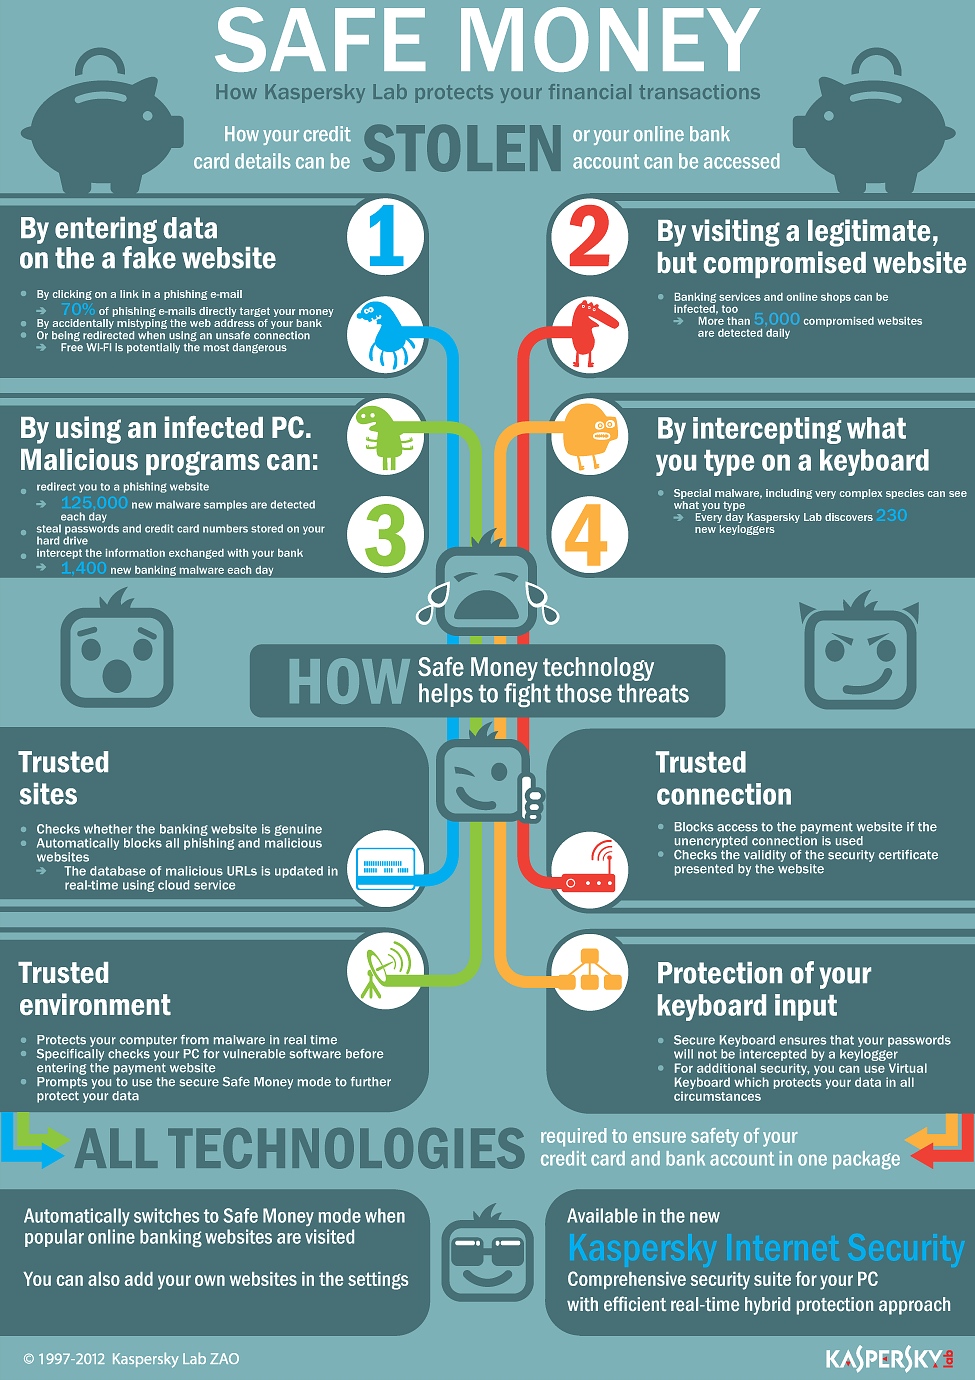 SAFE MONEY
How Kaspersky Lab protects your financial transactions
How your credit
card details can be
STOLEN
or your online bank
account can be accessed
By entering data
on the a fake website
1
By clicking on a link in a phishing e-mail
70% of phishing e-mails directly target your money
By accidentally mistyping the web address of your bank
Or being redirected when using an unsafe connection
Free Wi-Fi is potentially the most dangerous
2
By visiting a legitimate,
but compromised website
Banking services and online shops can be
infected, too
More than 5,000 compromised websites
are detected daily
By using an infected PC.
Malicious programs can:
redirect you to a phishing website
125,000 new malware samples are detected
each day
steal passwords and credit card numbers stored on your
hard drive
intercept the information exchanged with your bank
1,400 new banking malware each day
3
By intercepting what
you type on a keyboard
Special malware, including very complex species can see
what you type
Every day Kaspersky Lab discovers 230
new keyloggers
4
HOW
Safe Money technology
helps to fight those threats
Trusted
sites
Checks whether the banking website is genuine
Automatically blocks all phishing and malicious
websites
The database of malicious URLs is updated in
real-time using cloud service
Trusted
connection
Blocks access to the payment website if the
unencrypted connection is used
Checks the validity of the security certificate
presented by the website
Trusted
environment
Protects your computer from malware in real time
Specifically checks your PC for vulnerable software before
entering the payment website
Prompts you to use the secure Safe Money mode to further
protect your data
Protection of your
keyboard input
Secure Keyboard ensures that your passwords
will not be intercepted by a keylogger
For additional security, you can use Virtual
Keyboard which protects your data in all
circumstances
ALL TECHNOLOGIES
required to ensure safety of your
credit card and bank account in one package
Automatically switches to Safe Money mode when
popular online banking websites are visited
You can also add your own websites in the settings
Available in the new
Kaspersky Internet Security
Comprehensive security suite for your PC
with efficient real-time hybrid protection approach
© 1997-2012 Kaspersky Lab ZAO
KASPERSKY lab